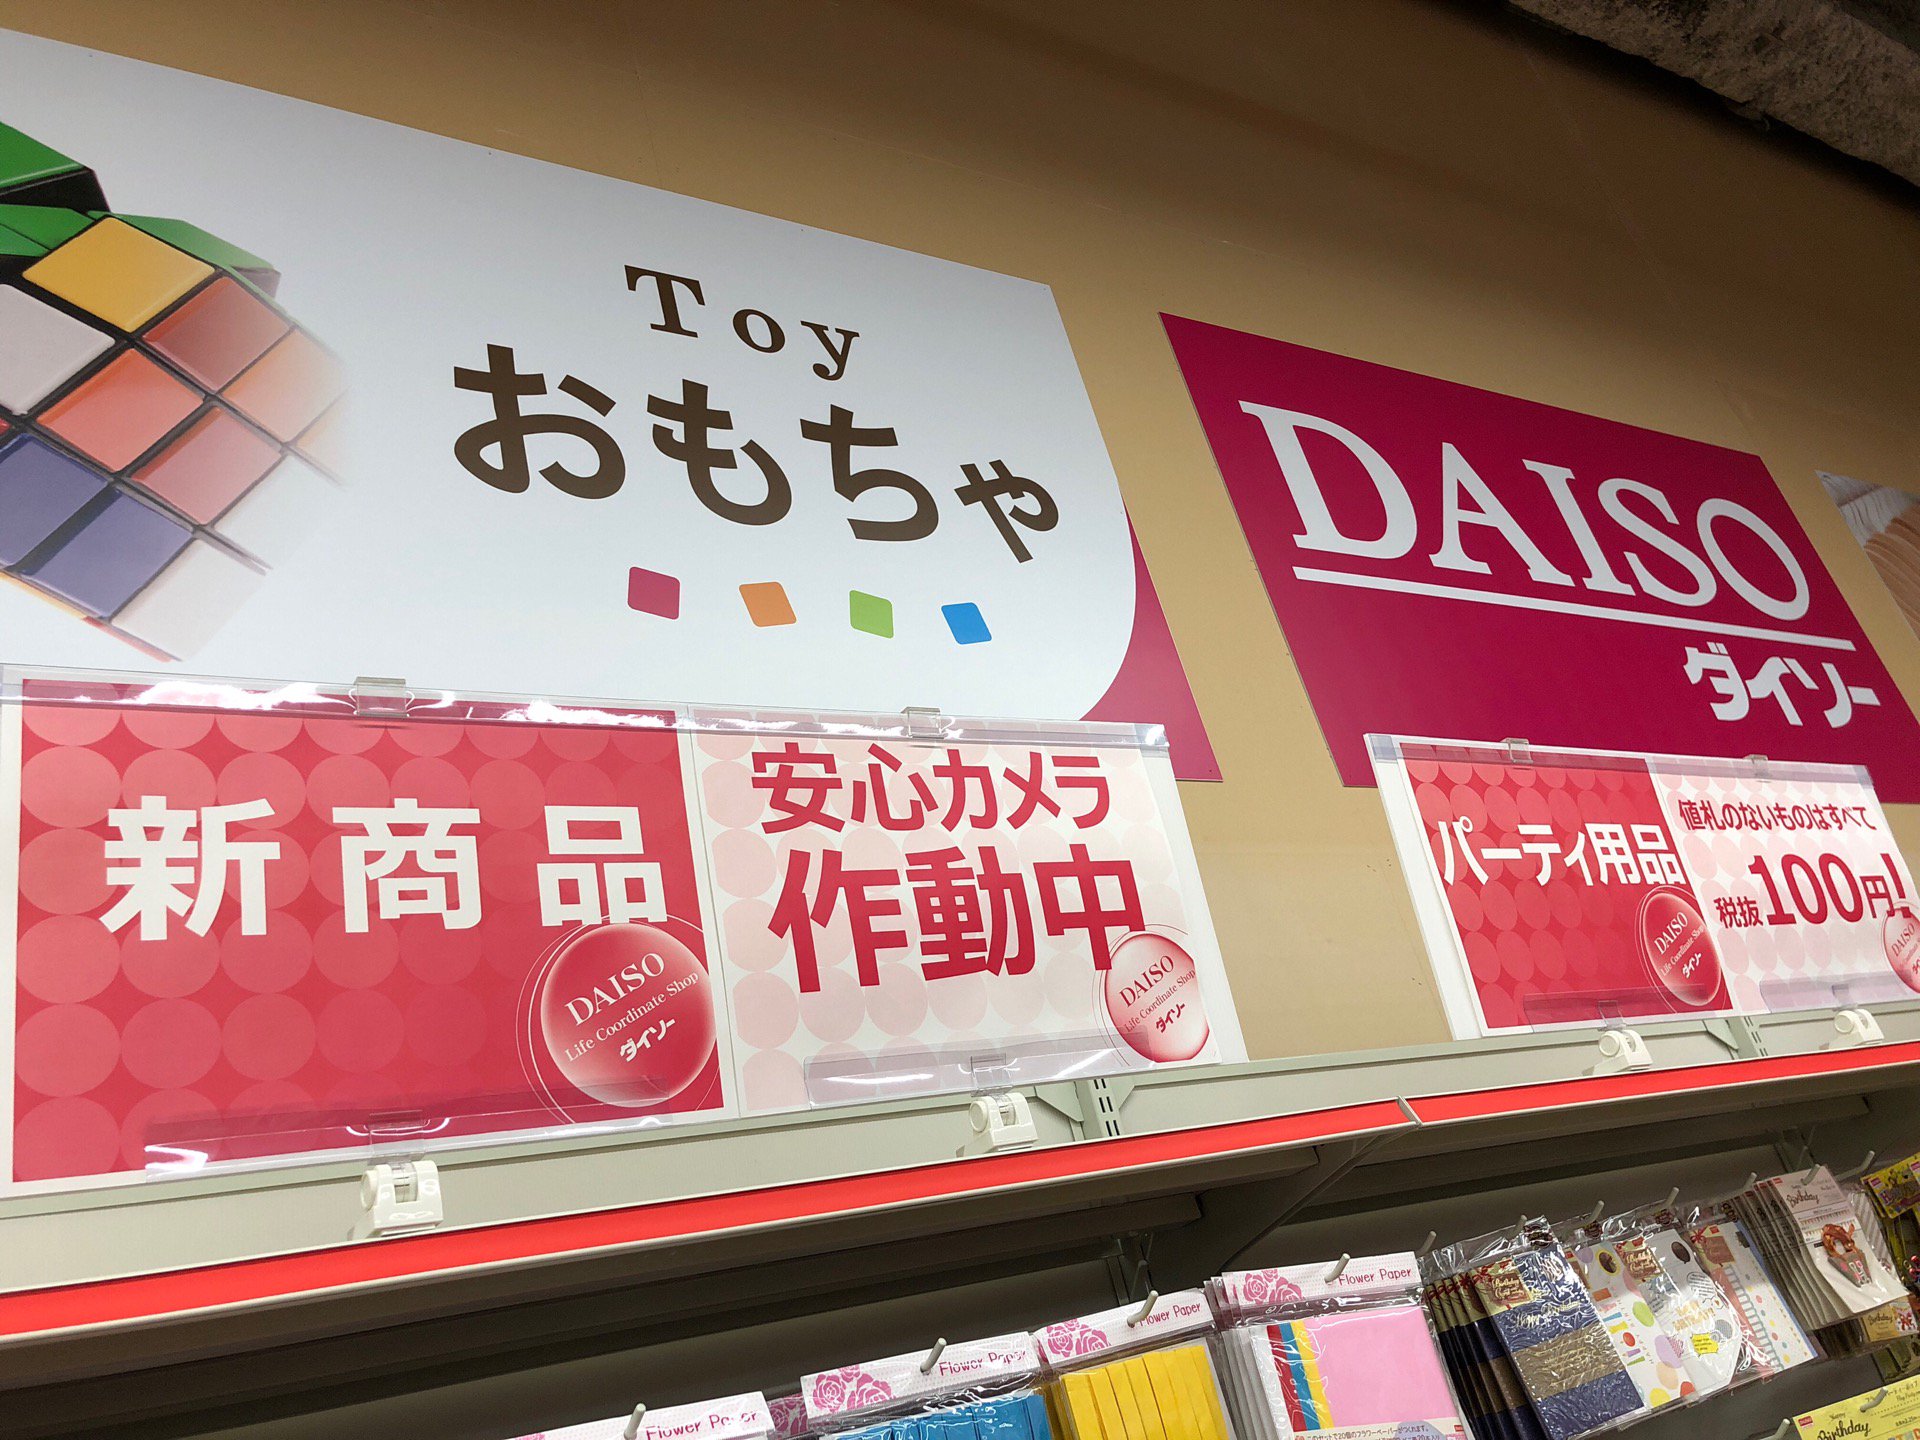 Toy
おもちゃ
DAISO
ダイソー
新商品
DAISO
Life Coordinate Shop
ダイソー
安心カメラ
作動中
DAISO
Life Coordinate Shop
ダイソー
パーティ用品
DAISO
Life Coordinate Shop
ダイソー
値札のないものはすべて
税抜100円!
DAISO
Flower Paper
Flower Paper
Flower Paper
Flower Paper
Birthday
Birthday